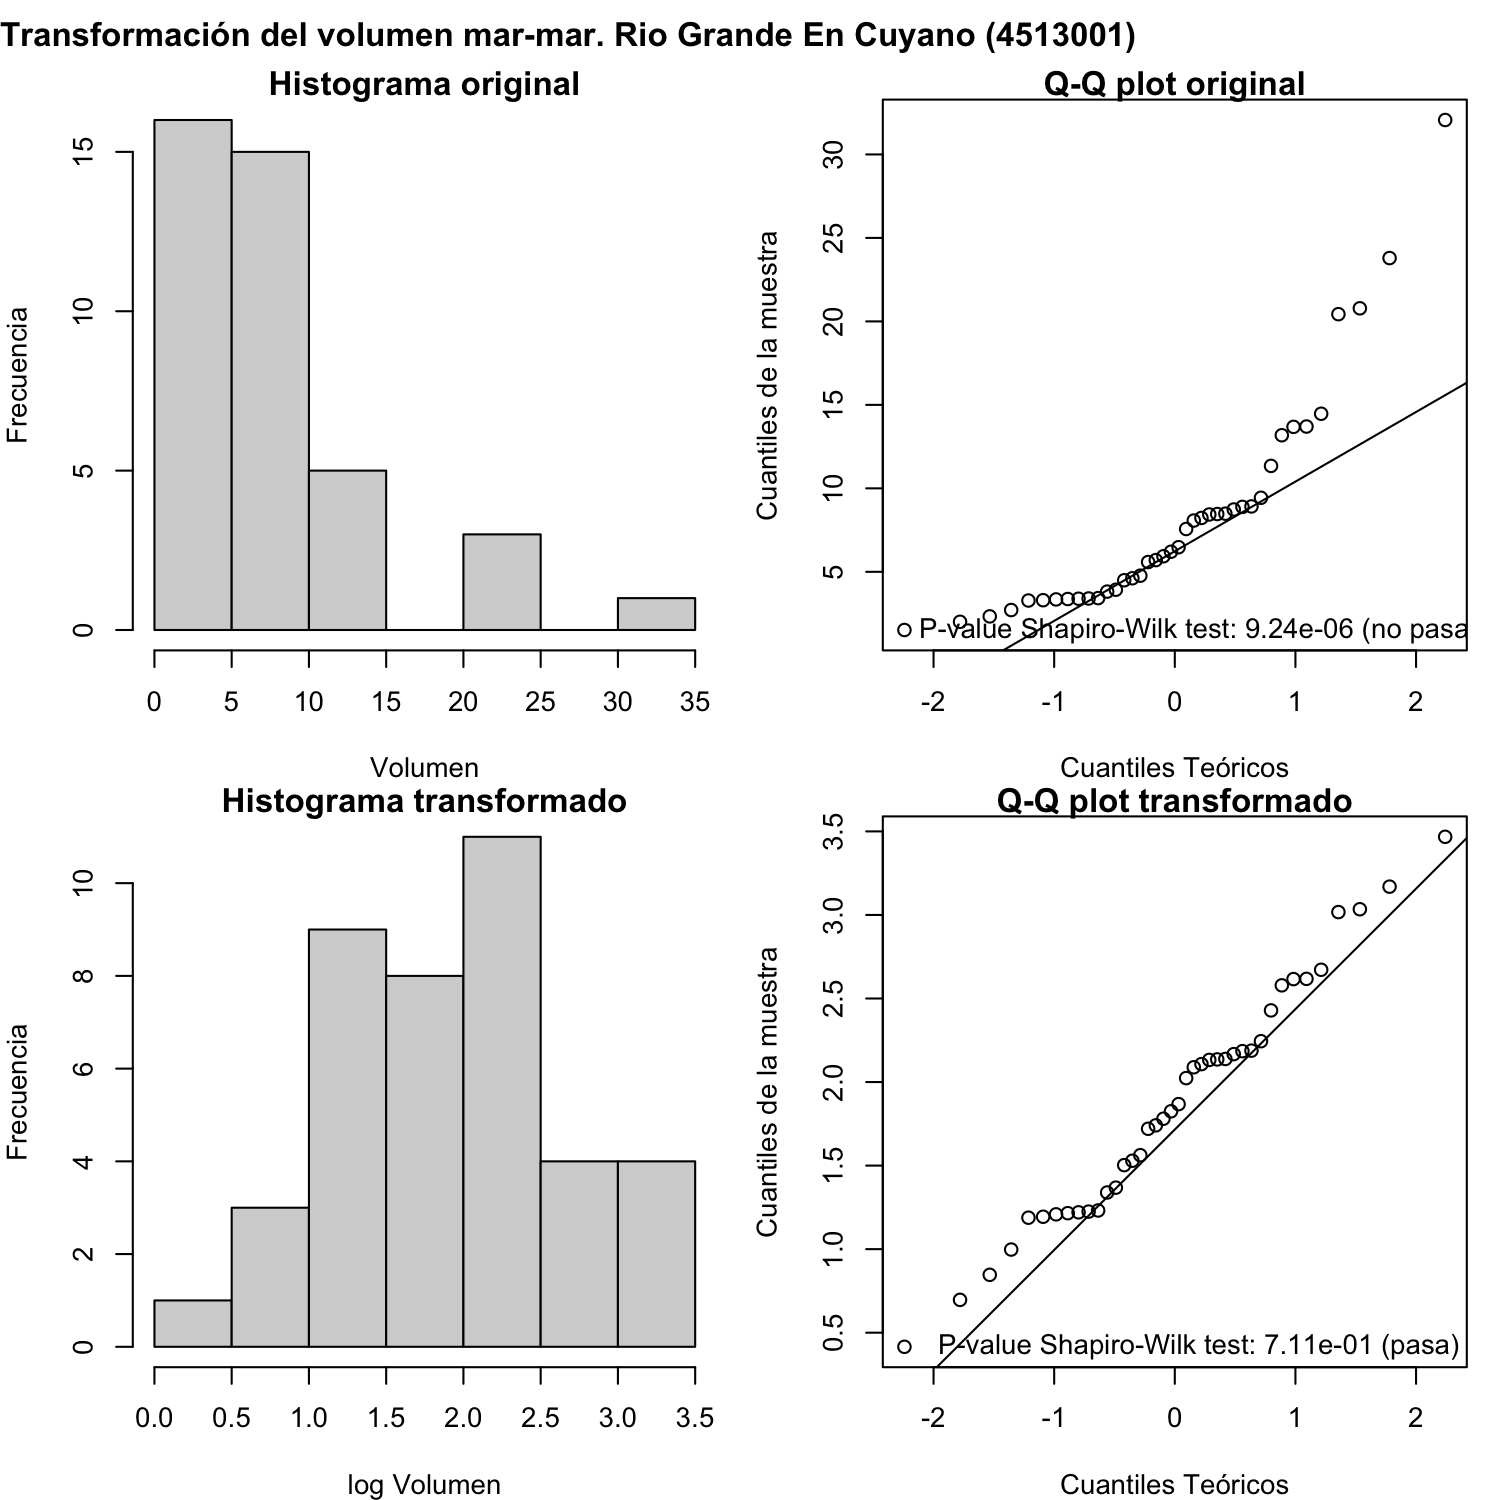 Transformación del volumen mar-mar. Rio Grande En Cuyano (4513001)
Histograma original
Frecuencia
15
10
5
0
0 5 10 15 20 25 30 35
Volumen
Q-Q plot original
Cuantiles de la muestra
30
25
20
15
10
5
P-value Shapiro-Wilk test: 9.24e-06 (no pasa
-2 -1 0 1 2
Cuantiles Teóricos
Histograma transformado
Frecuencia
10
8
6
4
2
0
0.0 0.5 1.0 1.5 2.0 2.5 3.0 3.5
log Volumen
Q-Q plot transformado
Cuantiles de la muestra
3.5
3.0
2.5
2.0
1.5
1.0
0.5
P-value Shapiro-Wilk test: 7.11e-01 (pasa)
-2 -1 0 1 2
Cuantiles Teóricos